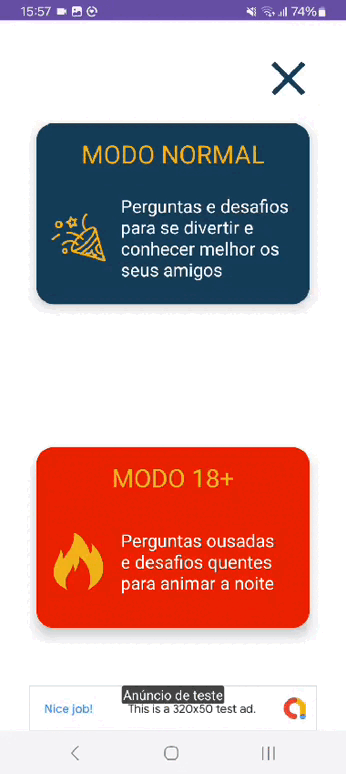 15:57
74%
MODO NORMAL
Perguntas e desafios
para se divertir e
conhecer melhor os
seus amigos
MODO 18+
Perguntas ousadas
e desafios quentes
para animar a noite
Anúncio de teste
Nice job!
This is a 320x50 test ad.